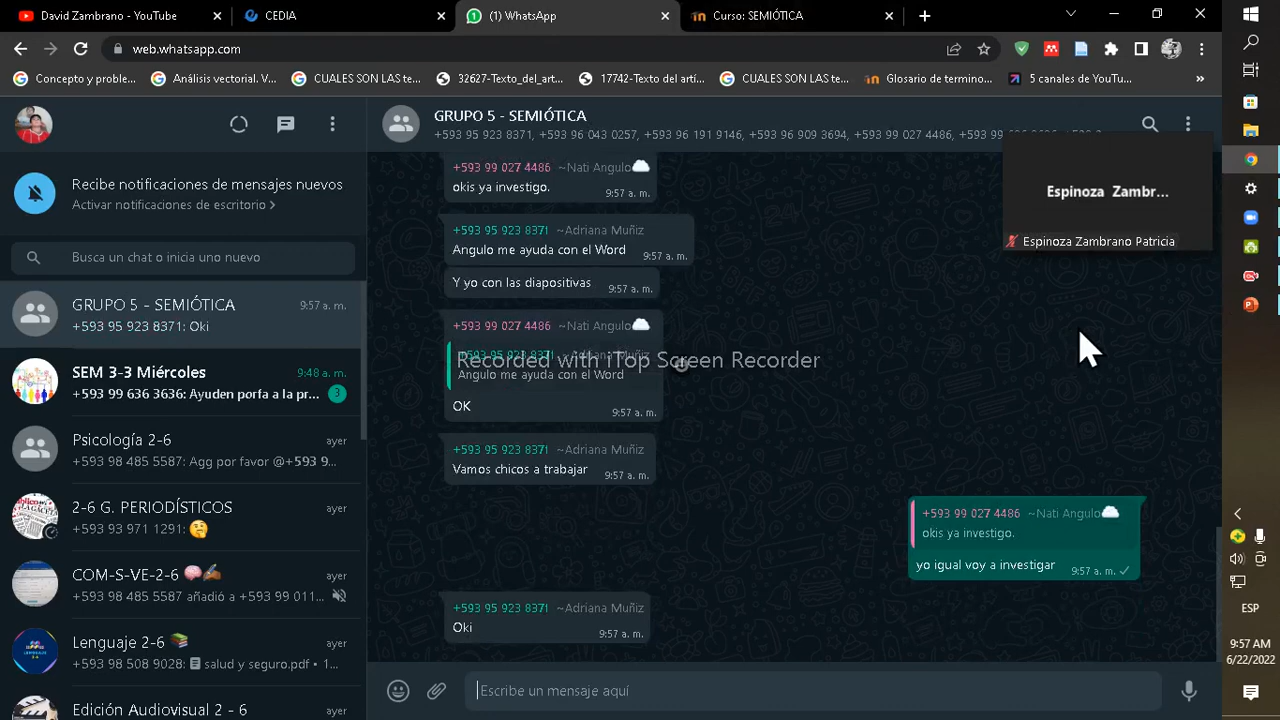 David Zambrano - YouTube
CEDIA
(1) WhatsApp
Curso: SEMIÓTICA
web.whatsapp.com
Concepto y proble...
Análisis vectorial. V...
CUALES SON LAS te...
32627-Texto_del_art...
17742-Texto del artí...
CUALES SON LAS te...
Glosario de termino...
5 canales de YouTu...
GRUPO 5 - SEMIÓTICA
+593 95 923 8371, +593 96 043 0257, +593 96 191 9146, +593 96 909 3694, +593 99 027 4486,
Recibe notificaciones de mensajes nuevos
Activar notificaciones de escritorio
Busca un chat o inicia uno nuevo
GRUPO 5 - SEMIÓTICA
9:57 a. m.
+593 95 923 8371: Oki
SEM 3-3 Miércoles
9:48 a. m.
+593 99 636 3636: Ayuden porfa a la pr...
3
Psicología 2-6
ayer
+593 98 485 5587: Agg por favor @+593 9...
2-6 G. PERIODÍSTICOS
ayer
+593 93 971 1291:
COM-S-VE-2-6
ayer
+593 98 485 5587 añadió a +593 99 011...
Lenguaje 2-6
ayer
+593 98 508 9028: salud y seguro.pdf • 1...
Edición Audiovisual 2 - 6
ayer
+593 99 027 4486 ~Nati Angulo
okis ya investigo.
9:57 a. m.
+593 95 923 8371 ~Adriana Muñiz
Angulo me ayuda con el Word
9:57 a. m.
Y yo con las diapositivas
9:57 a. m.
+593 99 027 4486 ~Nati Angulo
+593 95 923 8371 ~Adriana Muñiz
Angulo me ayuda con el Word
OK
9:57 a. m.
Recorded with iTop Screen Recorder
+593 95 923 8371 ~Adriana Muñiz
Vamos chicos a trabajar
9:57 a. m.
+593 99 027 4486 ~Nati Angulo
okis ya investigo.
yo igual voy a investigar
9:57 a. m.
+593 95 923 8371 ~Adriana Muñiz
Oki
9:57 a. m.
Escribe un mensaje aquí
Espinoza Zambr...
Espinoza Zambrano Patricia
ESP
9:57 AM
6/22/2022